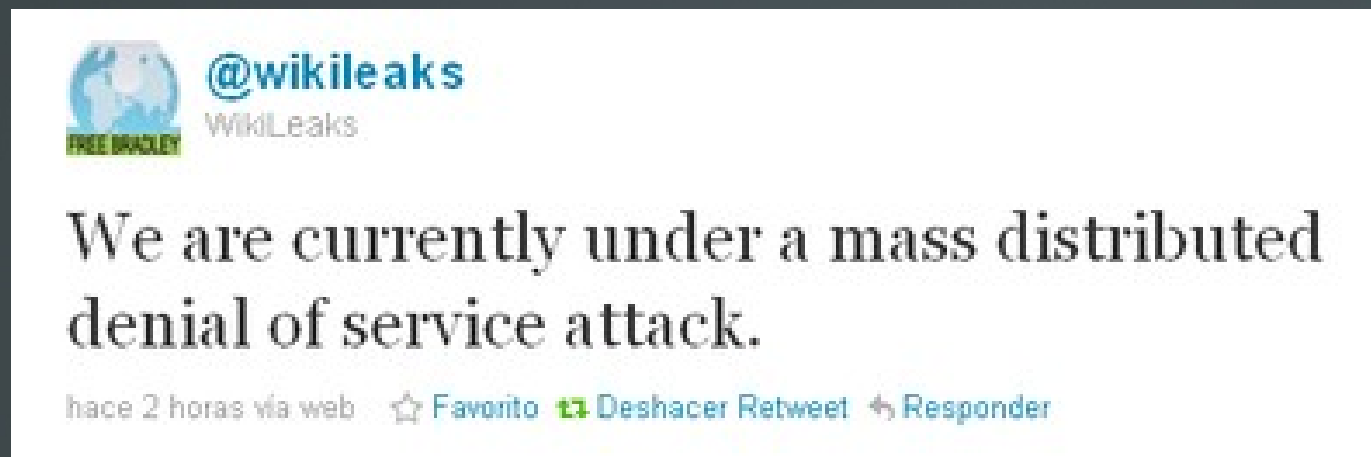 @wikileaks
WikiLeaks
FREE BRADLEY
We are currently under a mass distributed
denial of service attack.
hace 2 horas vía web Favorito Deshacer Retweet Responder